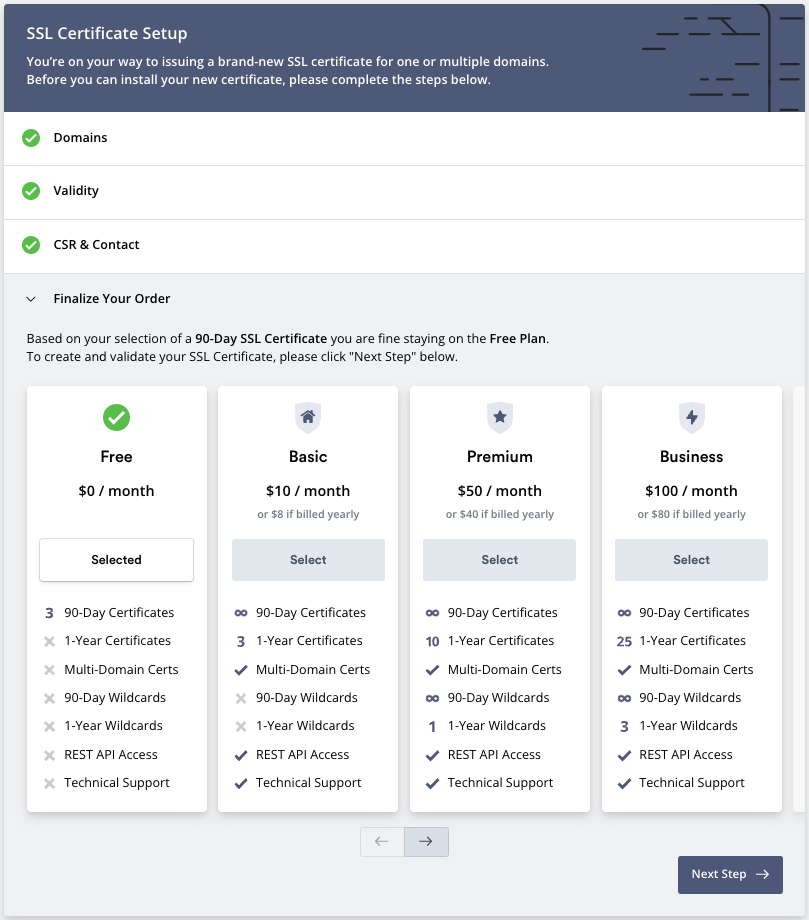 SSL Certificate Setup
You’re on your way to issuing a brand-new SSL certificate for one or multiple domains.
Before you can install your new certificate, please complete the steps below.
Domains
Validity
CSR & Contact
Finalize Your Order
Based on your selection of a 90-Day SSL Certificate you are fine staying on the Free Plan.
To create and validate your SSL Certificate, please click "Next Step" below.
Free
$0 / month
Selected
3 90-Day Certificates
1-Year Certificates
Multi-Domain Certs
90-Day Wildcards
1-Year Wildcards
REST API Access
Technical Support
Basic
$10 / month
or $8 if billed yearly
Select
∞ 90-Day Certificates
3 1-Year Certificates
Multi-Domain Certs
90-Day Wildcards
1-Year Wildcards
REST API Access
Technical Support
Premium
$50 / month
or $40 if billed yearly
Select
∞ 90-Day Certificates
10 1-Year Certificates
Multi-Domain Certs
∞ 90-Day Wildcards
1 1-Year Wildcards
REST API Access
Technical Support
Business
$100 / month
or $80 if billed yearly
Select
∞ 90-Day Certificates
25 1-Year Certificates
Multi-Domain Certs
∞ 90-Day Wildcards
3 1-Year Wildcards
REST API Access
Technical Support
Next Step